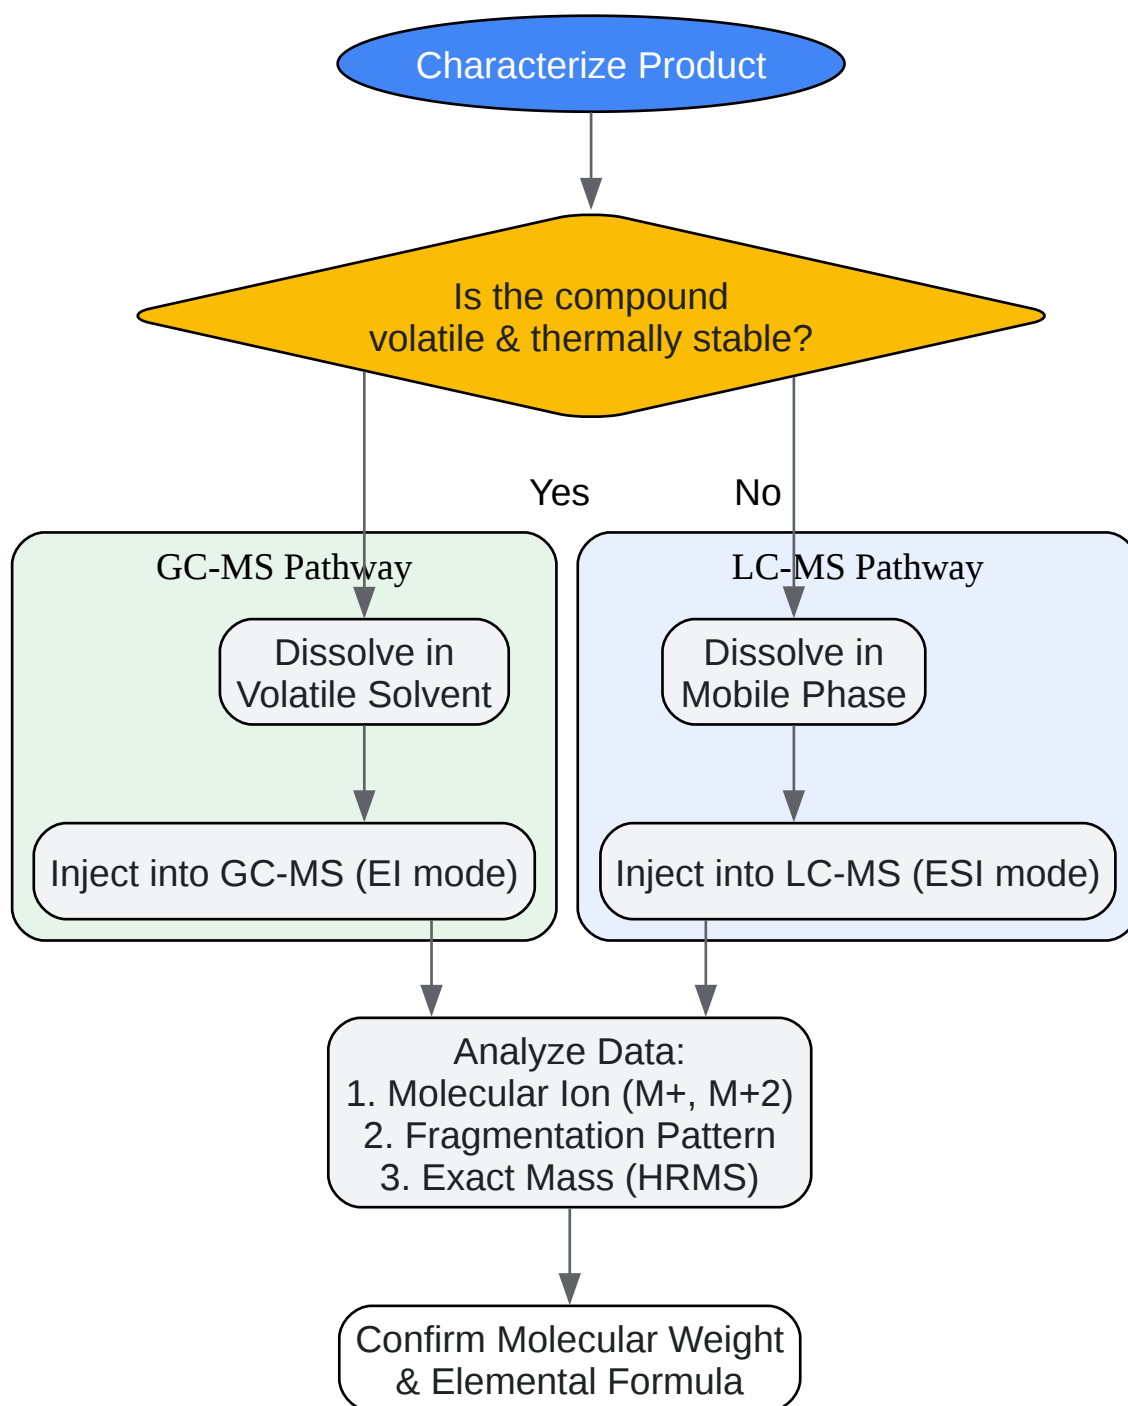 Characterize Product
Is the compound
volatile & thermally stable?
Yes
No
GC-MS Pathway
LC-MS Pathway
Dissolve in
Volatile Solvent
Dissolve in
Mobile Phase
Inject into GC-MS (EI mode)
Inject into LC-MS (ESI mode)
Analyze Data:
1. Molecular Ion (M+, M+2)
2. Fragmentation Pattern
3. Exact Mass (HRMS)
Confirm Molecular Weight
& Elemental Formula